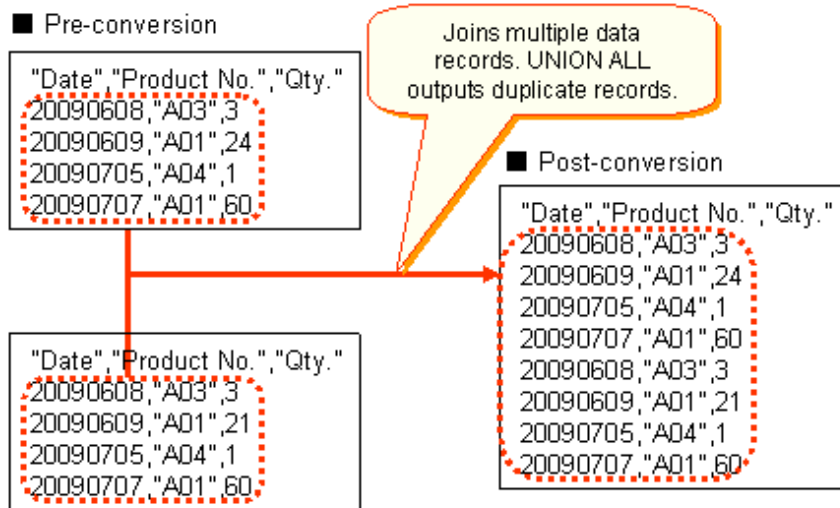 ■ Pre-conversion
"Date","Product No.","Qty."
20090608,"A03",3
20090609,"A01",24
20090705,"A04",1
20090707,"A01",60
Joins multiple data
records. UNION ALL
outputs duplicate records.
"Date","Product No.","Qty."
20090608,"A03",3
20090609,"A01",21
20090705,"A04",1
20090707,"A01",60
■ Post-conversion
"Date","Product No.","Qty."
20090608,"A03",3
20090609,"A01",24
20090705,"A04",1
20090707,"A01",60
20090608,"A03",3
20090609,"A01",21
20090705,"A04",1
20090707,"A01",60